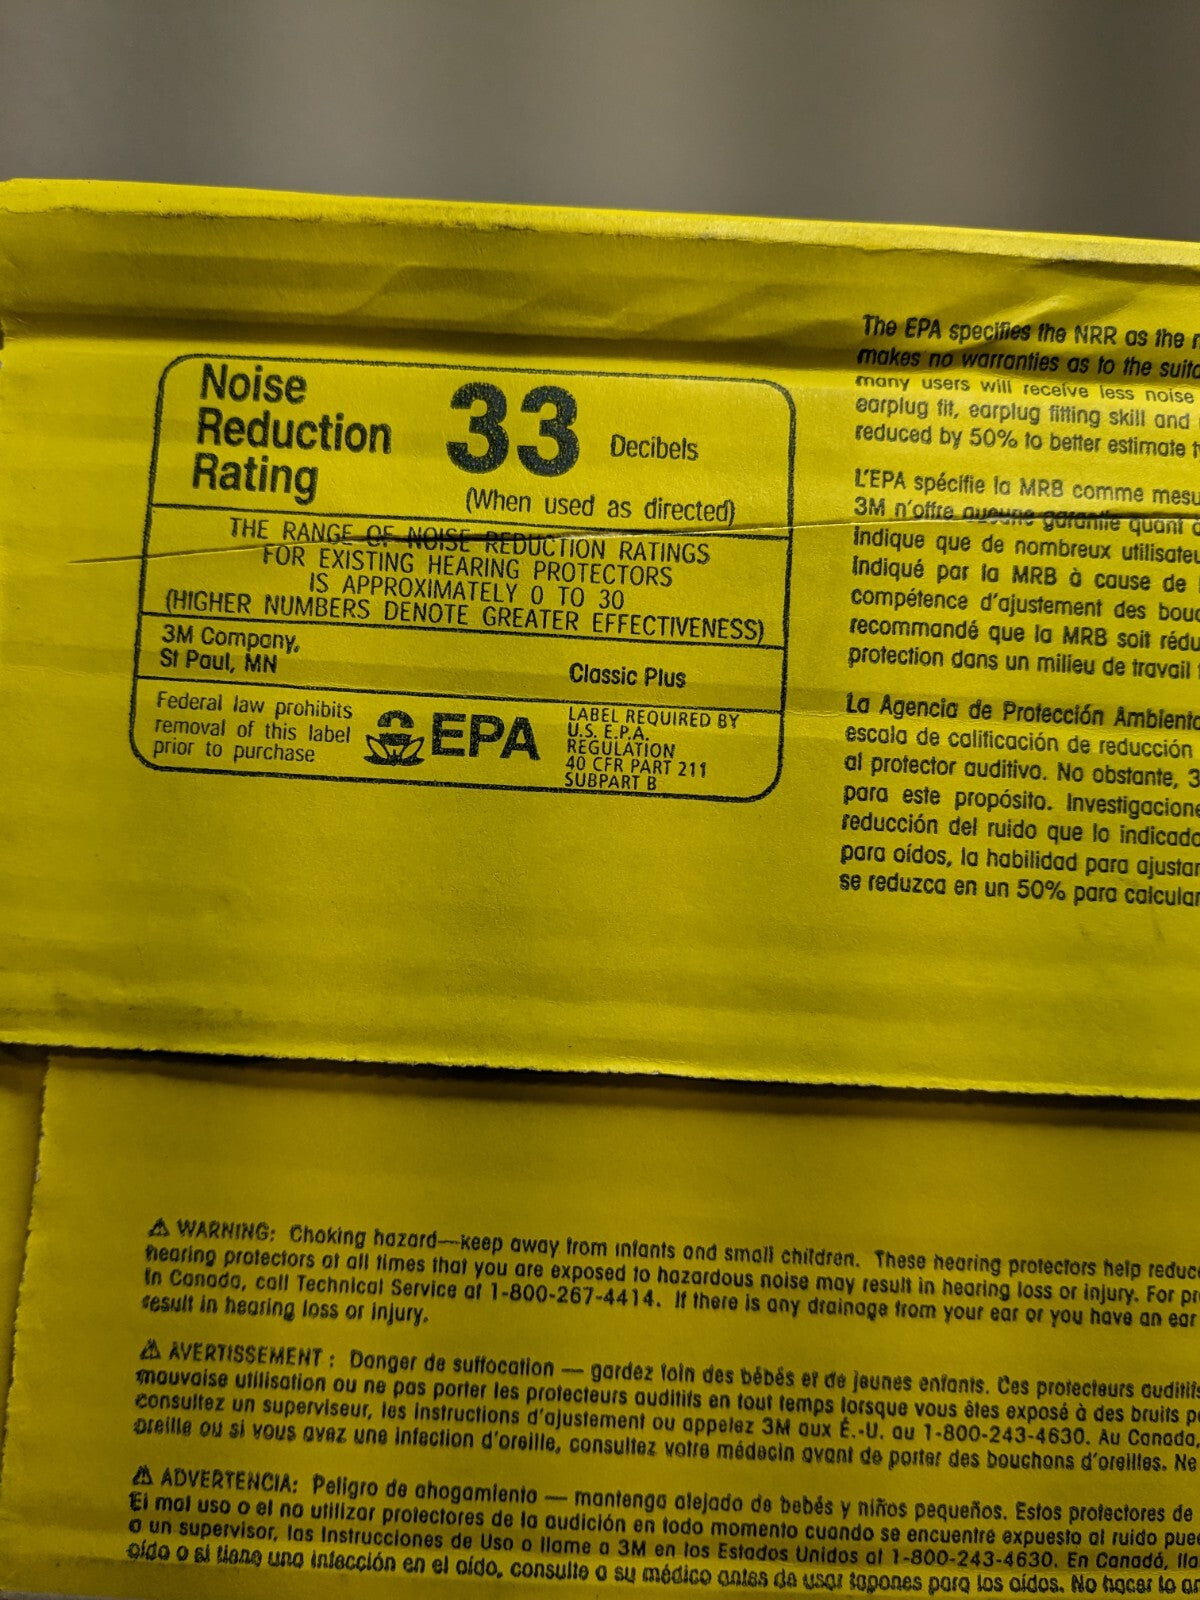 Noise
Reduction
Rating
33 Decibels
(When used as directed)
THE RANGE OF NOISE REDUCTION RATINGS
FOR EXISTING HEARING PROTECTORS
IS APPROXIMATELY 0 TO 30
(HIGHER NUMBERS DENOTE GREATER EFFECTIVENESS)
3M Company,
St Paul, MN
Classic Plus
Federal law prohibits
removal of this label
prior to purchase
EPA
LABEL REQUIRED BY
U.S. E.P.A.
REGULATION
40 CFR PART 211
SUBPART B
The EPA specifies the NRR as the
makes no warranties as to the
many users will receive less noise
earplug fit, earplug fitting skill and
reduced by 50% to better estimate
L'EPA spécifie la MRB comme
3M n'offre aucune garantie quant
indique que de nombreux
indiqué par la MRB à cause de
compétence d'ajustement des
recommandé que la MRB soit
protection dans un milieu de travail
La Agencia de Protección
escala de calificación de reducción
al protector auditivo. No obstante,
para este propósito.
reducción del ruido que lo
para oídos, la habilidad para
se reduzca en un 50% para
⚠ WARNING: Choking hazard—keep away from infants and small children. These hearing protectors help
hearing protectors at all times that you are exposed to hazardous noise may result in hearing loss or injury. For
In Canada, call Technical Service at 1-800-267-4414. If there is any drainage from your ear or you have an ear
result in hearing loss or injury.
⚠ AVERTISSEMENT : Danger de suffocation — gardez loin des bébés et de jeunes enfants. Ces protecteurs
mauvaise utilisation ou ne pas porter les protecteurs auditifs en tout temps lorsque vous êtes exposé à des bruits
consultez un superviseur, les instructions d'ajustement ou appelez 3M aux É.-U. au 1-800-243-4630. Au Canada,
oreille ou si vous avez une infection d'oreille, consultez votre médecin avant de porter des bouchons d'oreilles. Ne
⚠ ADVERTENCIA: Peligro de ahogamiento — mantenga alejado de bebés y niños pequeños. Estos protectores de
El mal uso o el no utilizar protectores de la audición en todo momento cuando se encuentre expuesto al ruido
a un supervisor, las Instrucciones de Uso o llame a 3M en los Estados Unidos al 1-800-243-4630. En Canadá,
oído o si tiene una infección en el oído, consulte a su médico antes de usar tapones para los oídos. No hacer lo